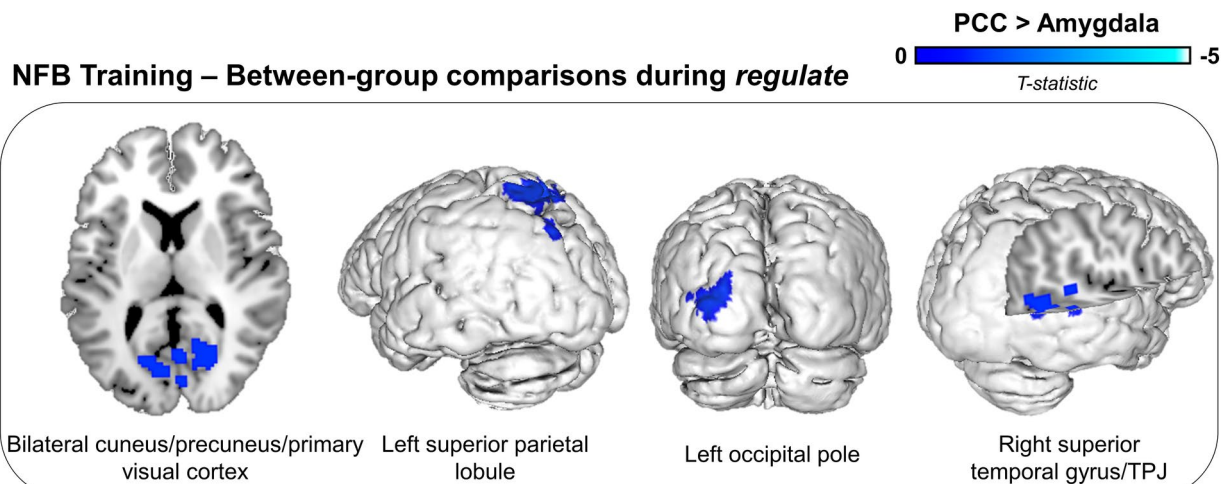 PCC > Amygdala
0 -5
T-statistic
NFB Training – Between-group comparisons during regulate
Bilateral cuneus/precuneus/primary
visual cortex
Left superior parietal
lobule
Left occipital pole
Right superior
temporal gyrus/TPJ